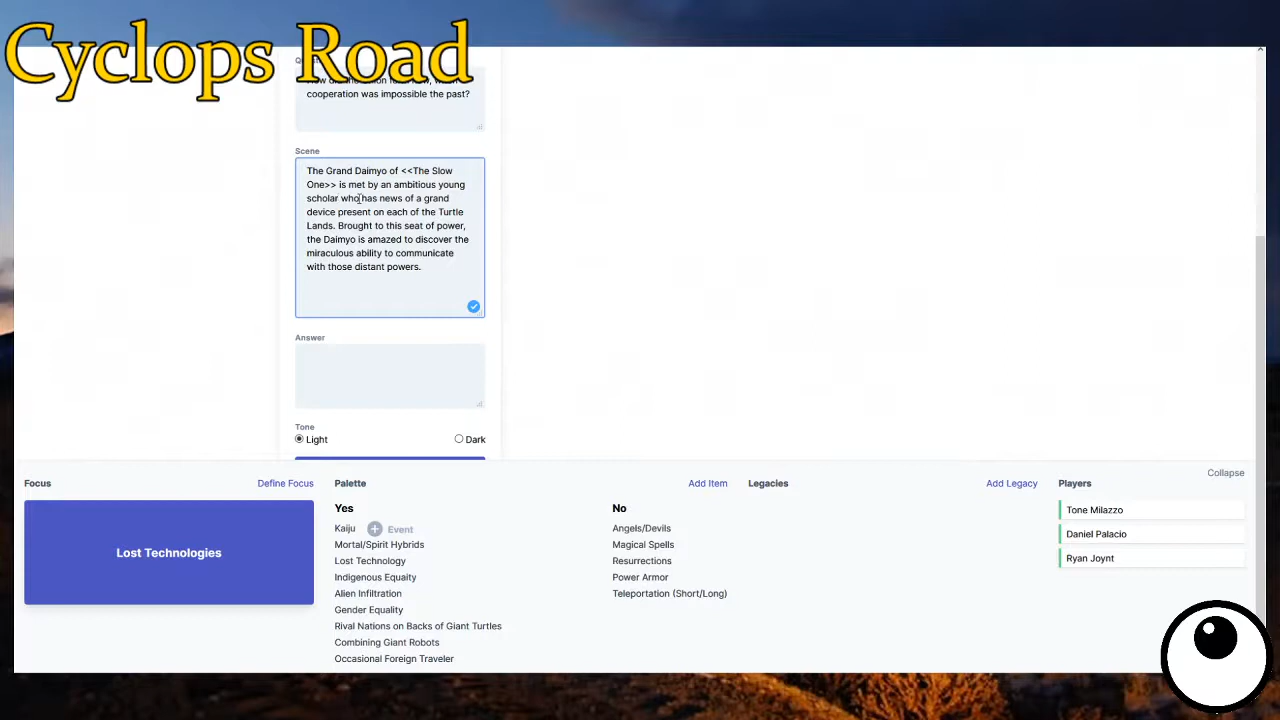 Cyclops Road
cooperation was impossible the past?
Scene
The Grand Daimyo of <<The Slow
One>> is met by an ambitious young
scholar who has news of a grand
device present on each of the Turtle
Lands. Brought to this seat of power,
the Daimyo is amazed to discover the
miraculous ability to communicate
with those distant powers.
Answer
Tone
Light
Dark
Collapse
Focus
Define Focus
Palette
Add Item
Legacies
Add Legacy
Players
Lost Technologies
Yes
Kaiju
Event
Mortal/Spirit Hybrids
Lost Technology
Indigenous Equity
Alien Infiltration
Gender Equality
Rival Nations on Backs of Giant Turtles
Combining Giant Robots
Occasional Foreign Traveler
No
Angels/Devils
Magical Spells
Resurrections
Power Armor
Teleportation (Short/Long)
Tone Milazzo
Daniel Palacio
Ryan Joynt